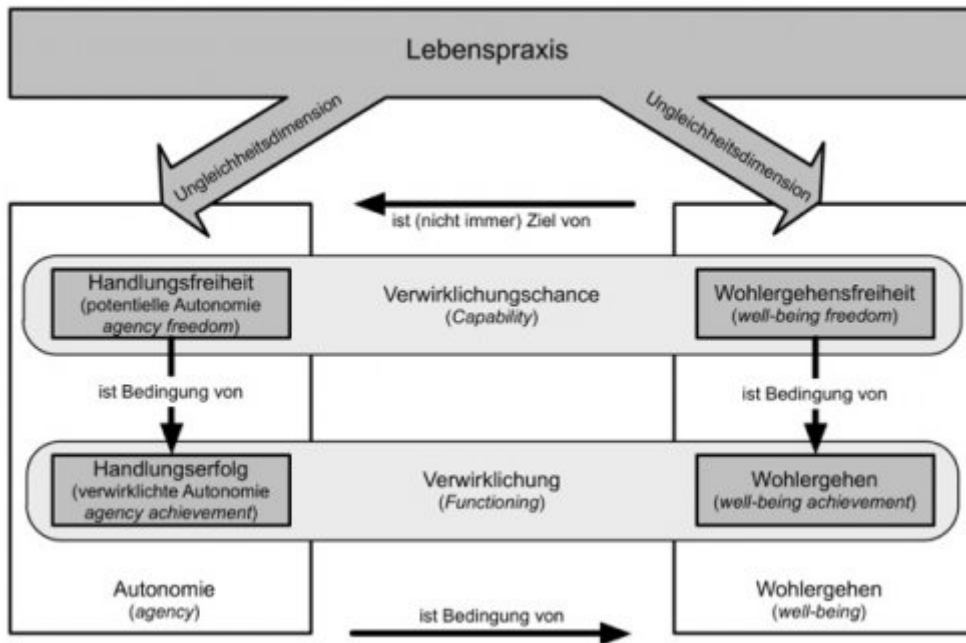 Lebenspraxis
Ungleichheitsdimension
Ungleichheitsdimension
ist (nicht immer) Ziel von
Handlungsfreiheit
(potentielle Autonomie
agency freedom)
Verwirklichungschance
(Capability)
Wohlergehensfreiheit
(well-being freedom)
ist Bedingung von
ist Bedingung von
Handlungserfolg
(verwirklichte Autonomie
agency achievement)
Verwirklichung
(Functioning)
Wohlergehen
(well-being achievement)
Autonomie
(agency)
Wohlergehen
(well-being)
ist Bedingung von